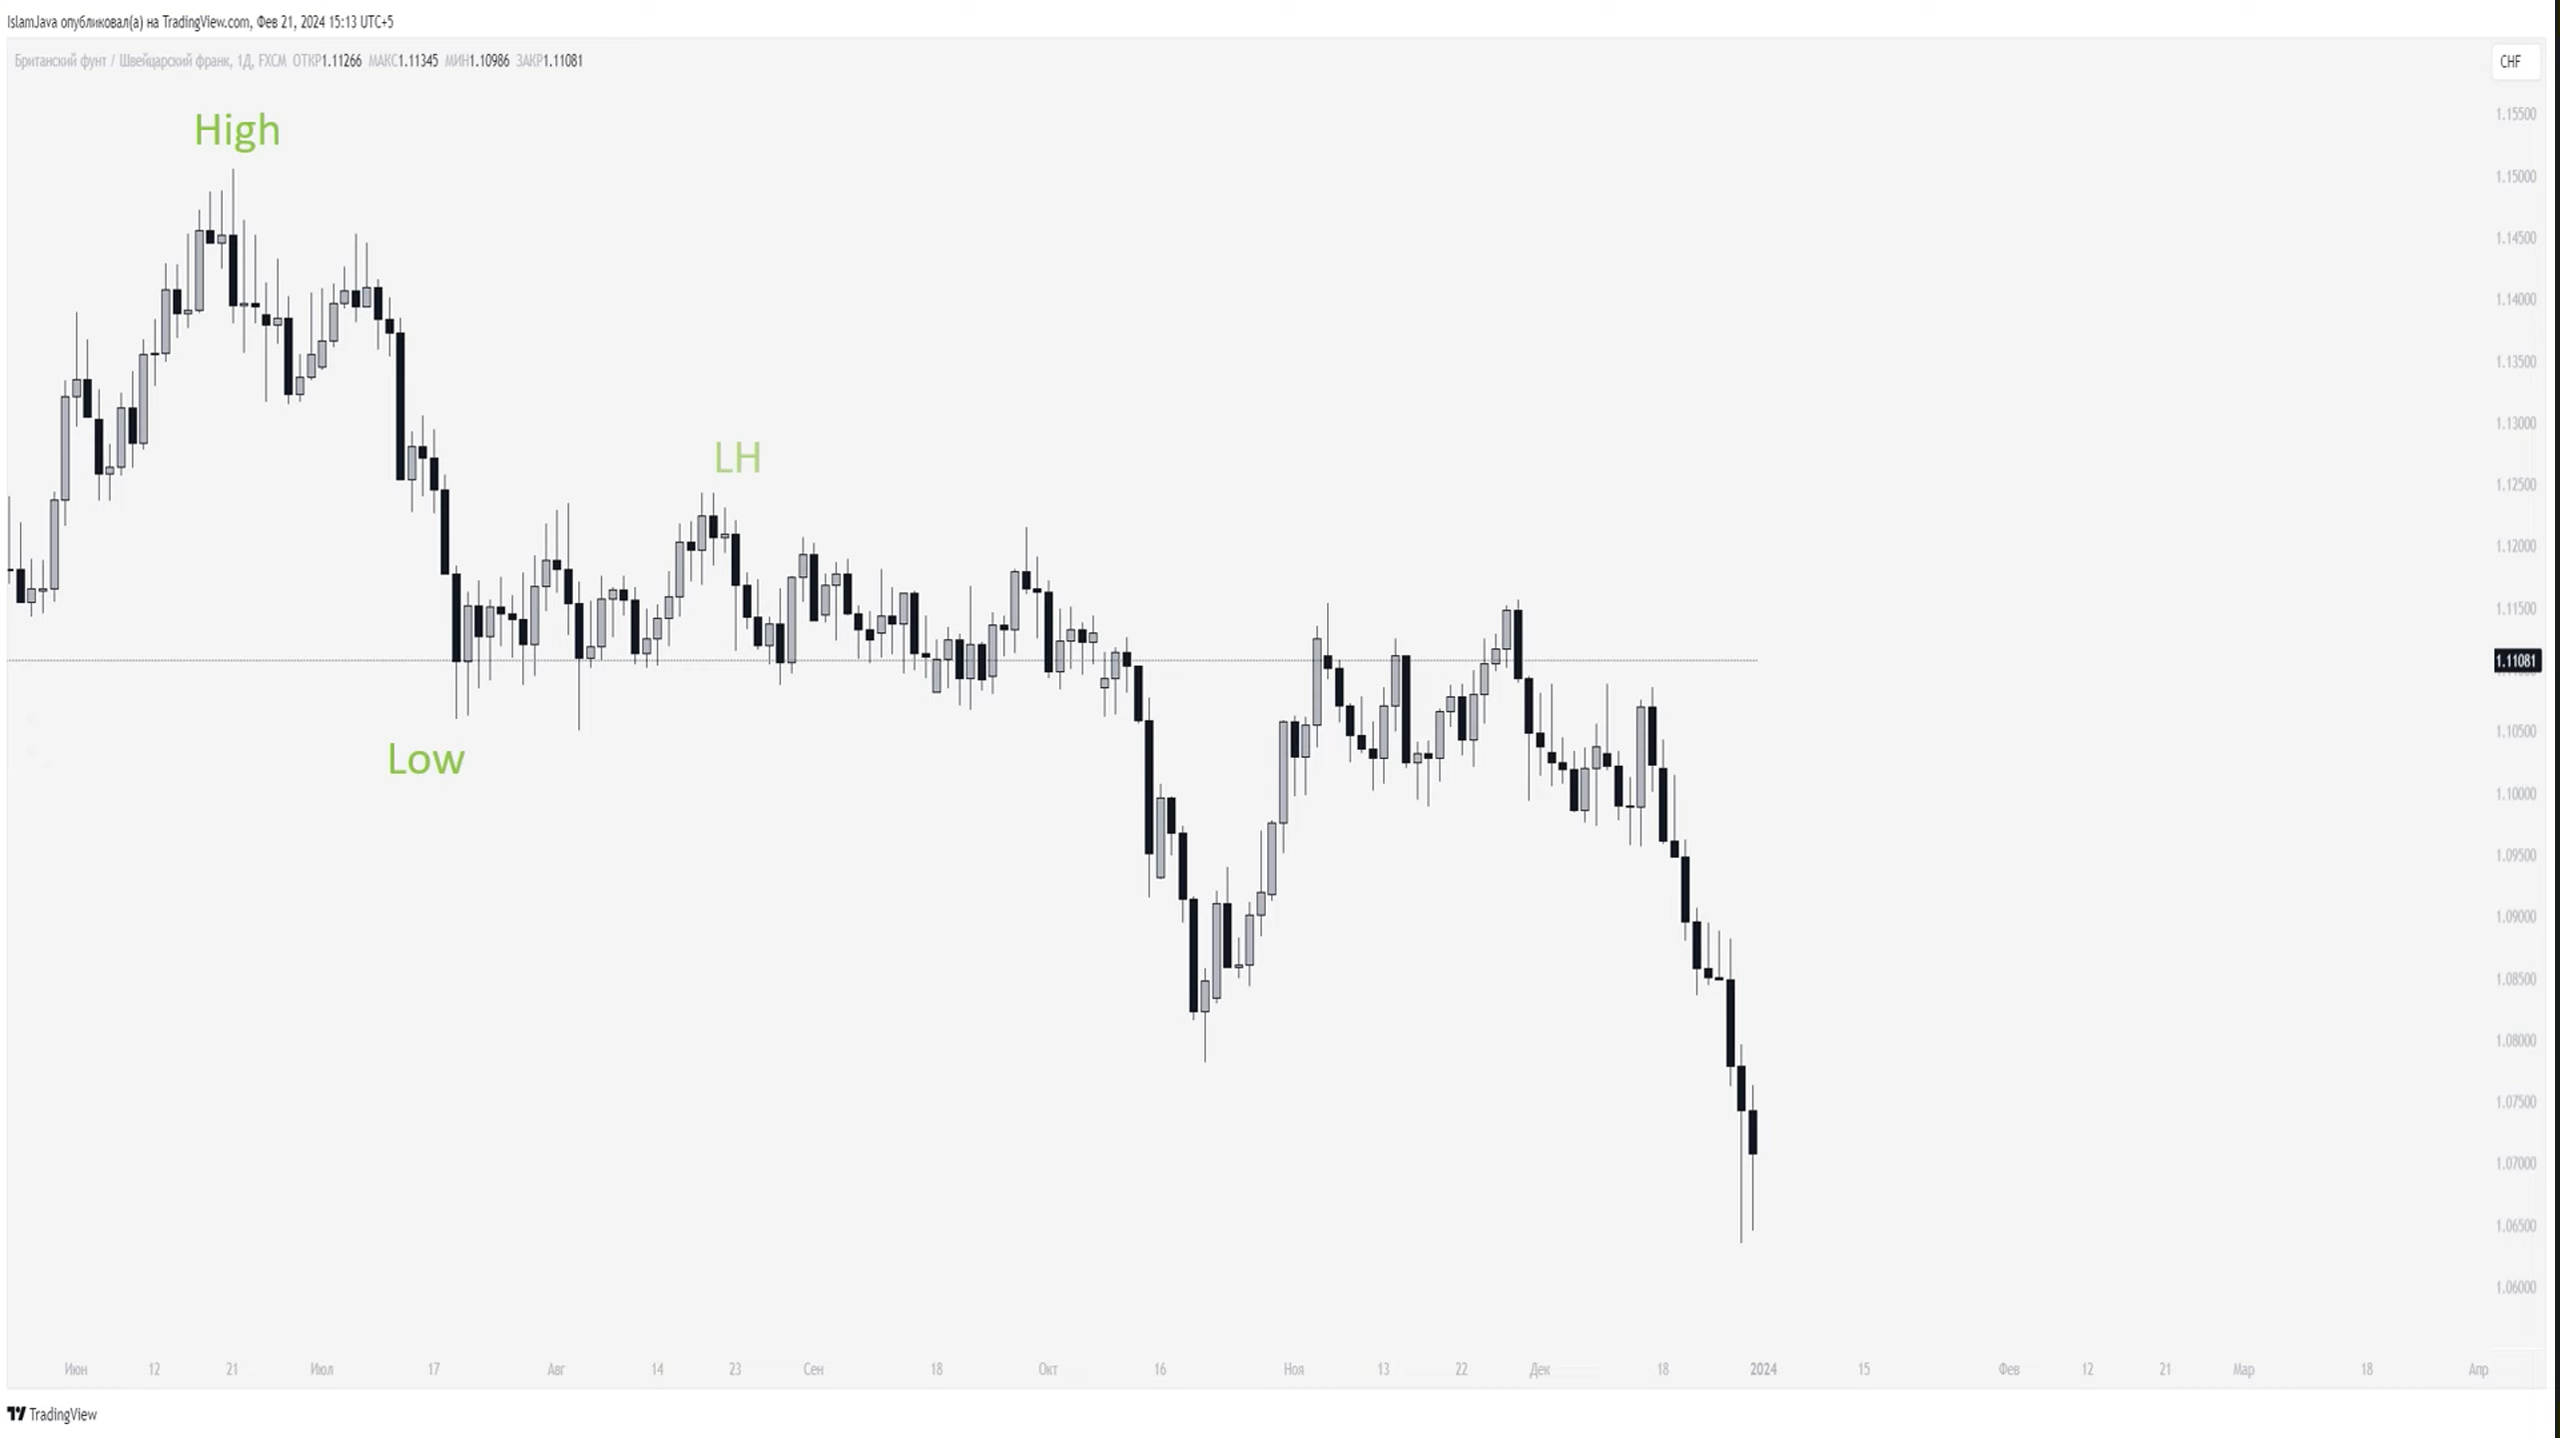 IslamJava опубликовал(а) на TradingView.com, Фев 21, 2024 15:13 UTC+5
Британский фунт / Швейцарский франк, 1Д, FXCM ОТКР1.11266 МАКС1.11345 МИН1.10986 ЗАКР1.11081
CHF
High
1.15500
1.15000
1.14500
1.14000
1.13500
1.13000
LH
1.12500
1.12000
1.11500
1.11081
Low
1.10500
1.10000
1.09500
1.09000
1.08500
1.08000
1.07500
1.07000
1.06500
1.06000
Июн 12 21 Июл 17 Авг 14 23 Сен 18 Окт 16 Ноя 13 22 Дек 18 2024 15 Фев 12 21 Мар 18 Апр
TradingView